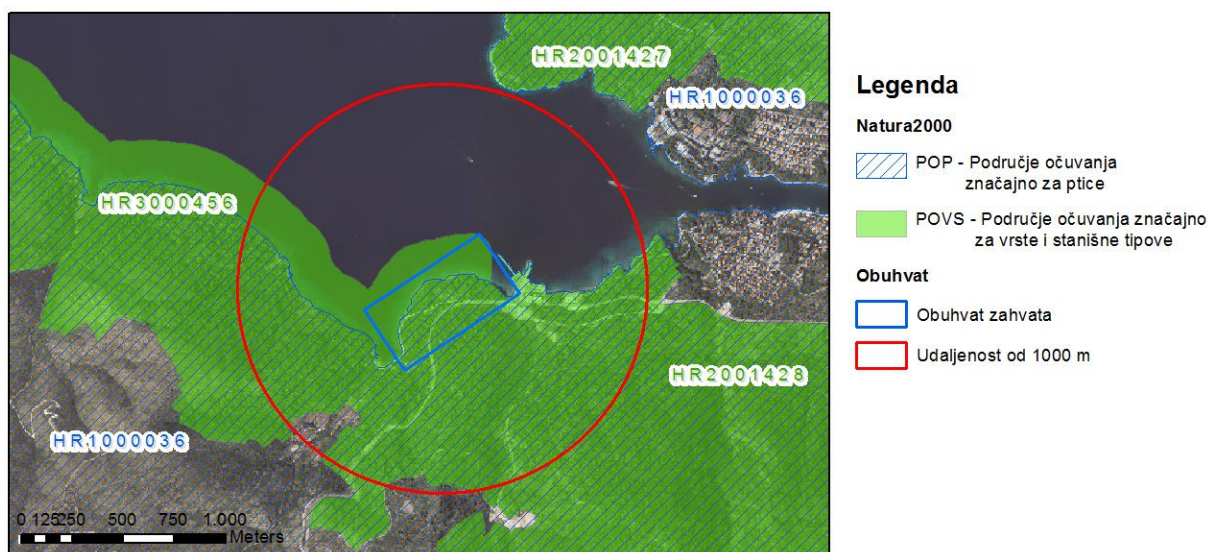 HR2001427
HR1000036
HR3000456
HR2001428
HR1000036
0 125250 500 750 1.000
Meters
Legenda
Natura2000
POP - Područje očuvanja
značajno za ptice
POVS - Područje očuvanja značajno
za vrste i stanišne tipove
Obuhvat
Obuhvat zahvata
Udaljenost od 1000 m